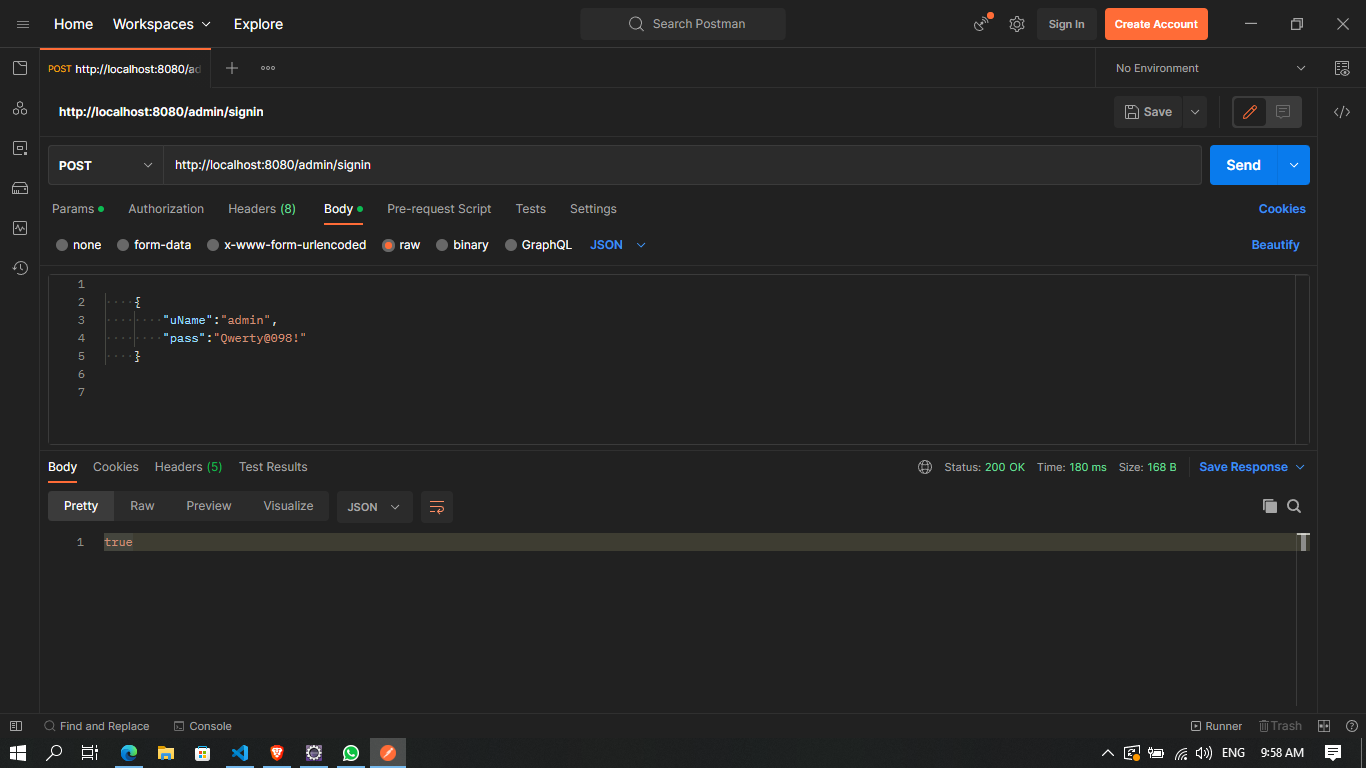 Home Workspaces Explore Search Postman Sign In Create Account
POST http://localhost:8080/ad No Environment
http://localhost:8080/admin/signin Save
POST http://localhost:8080/admin/signin Send
Params Authorization Headers (8) Body Pre-request Script Tests Settings Cookies
none form-data x-www-form-urlencoded raw binary GraphQL JSON Beautify
1
2 {
3 "uName":"admin",
4 "pass":"Qwerty@098!"
5 }
6
7
Body Cookies Headers (5) Test Results Status: 200 OK Time: 180 ms Size: 168 B Save Response
Pretty Raw Preview Visualize JSON
1 true
Find and Replace Console Runner Trash
ENG 9:58 AM